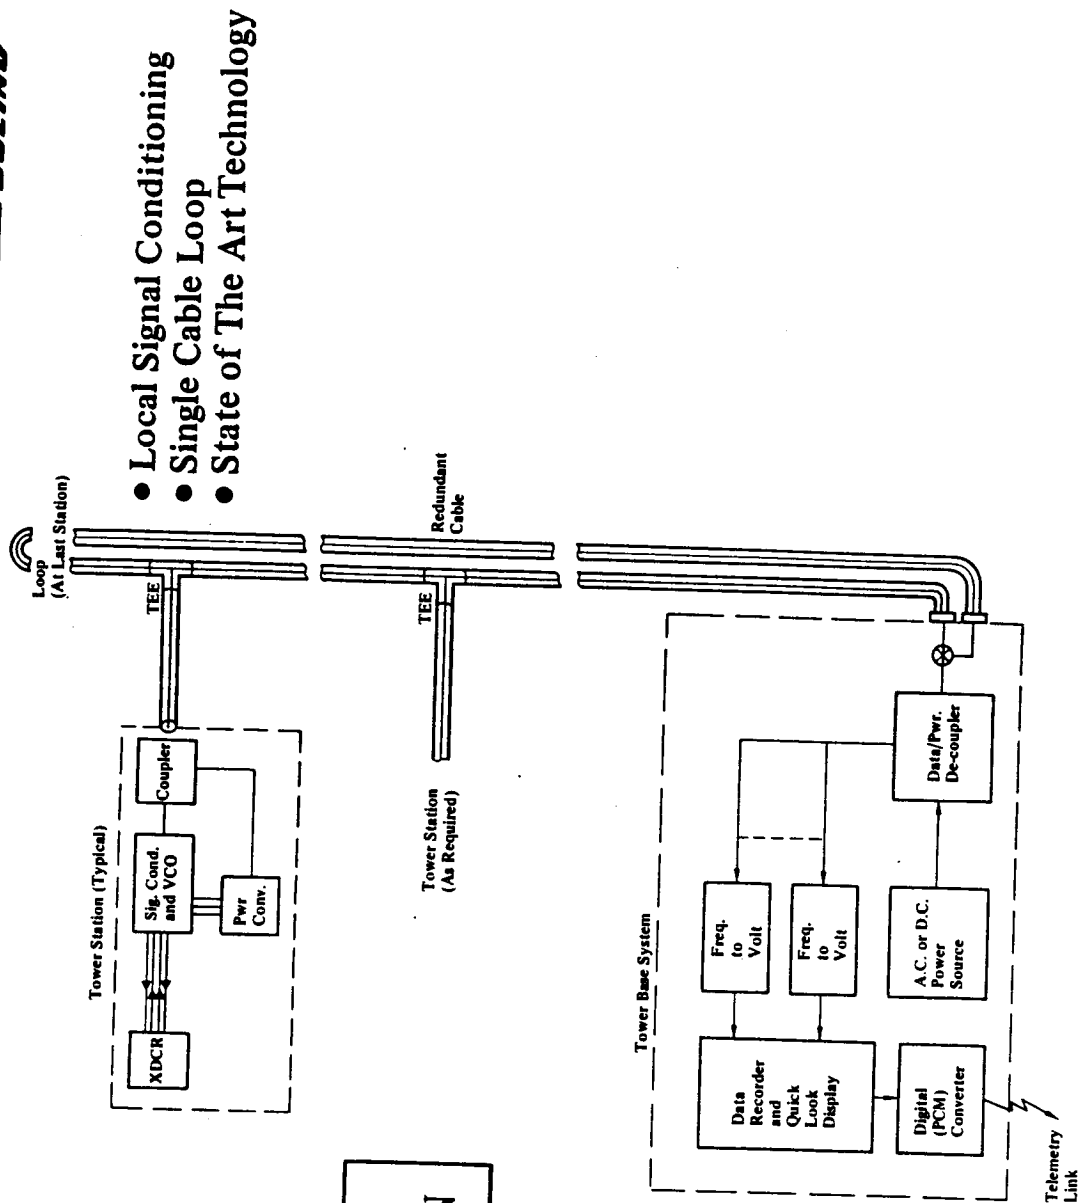 • Local Signal Conditioning
• Single Cable Loop
• State of The Art Technology
Loop
(At Last Station)
TEE
Redundant
Cable
TEE
Tower Station (Typical)
XDCR
Sig. Cond.
and VCO
Coupler
Pwr
Conv.
Tower Station
(As Required)
Tower Base System
Data
Recorder
and
Quick
Look
Display
Freq.
to
Volt
Freq.
to
Volt
Data/Pwr.
De-coupler
Digital
(PCM)
Converter
A.C. or D.C.
Power
Source
Telemetry
Link